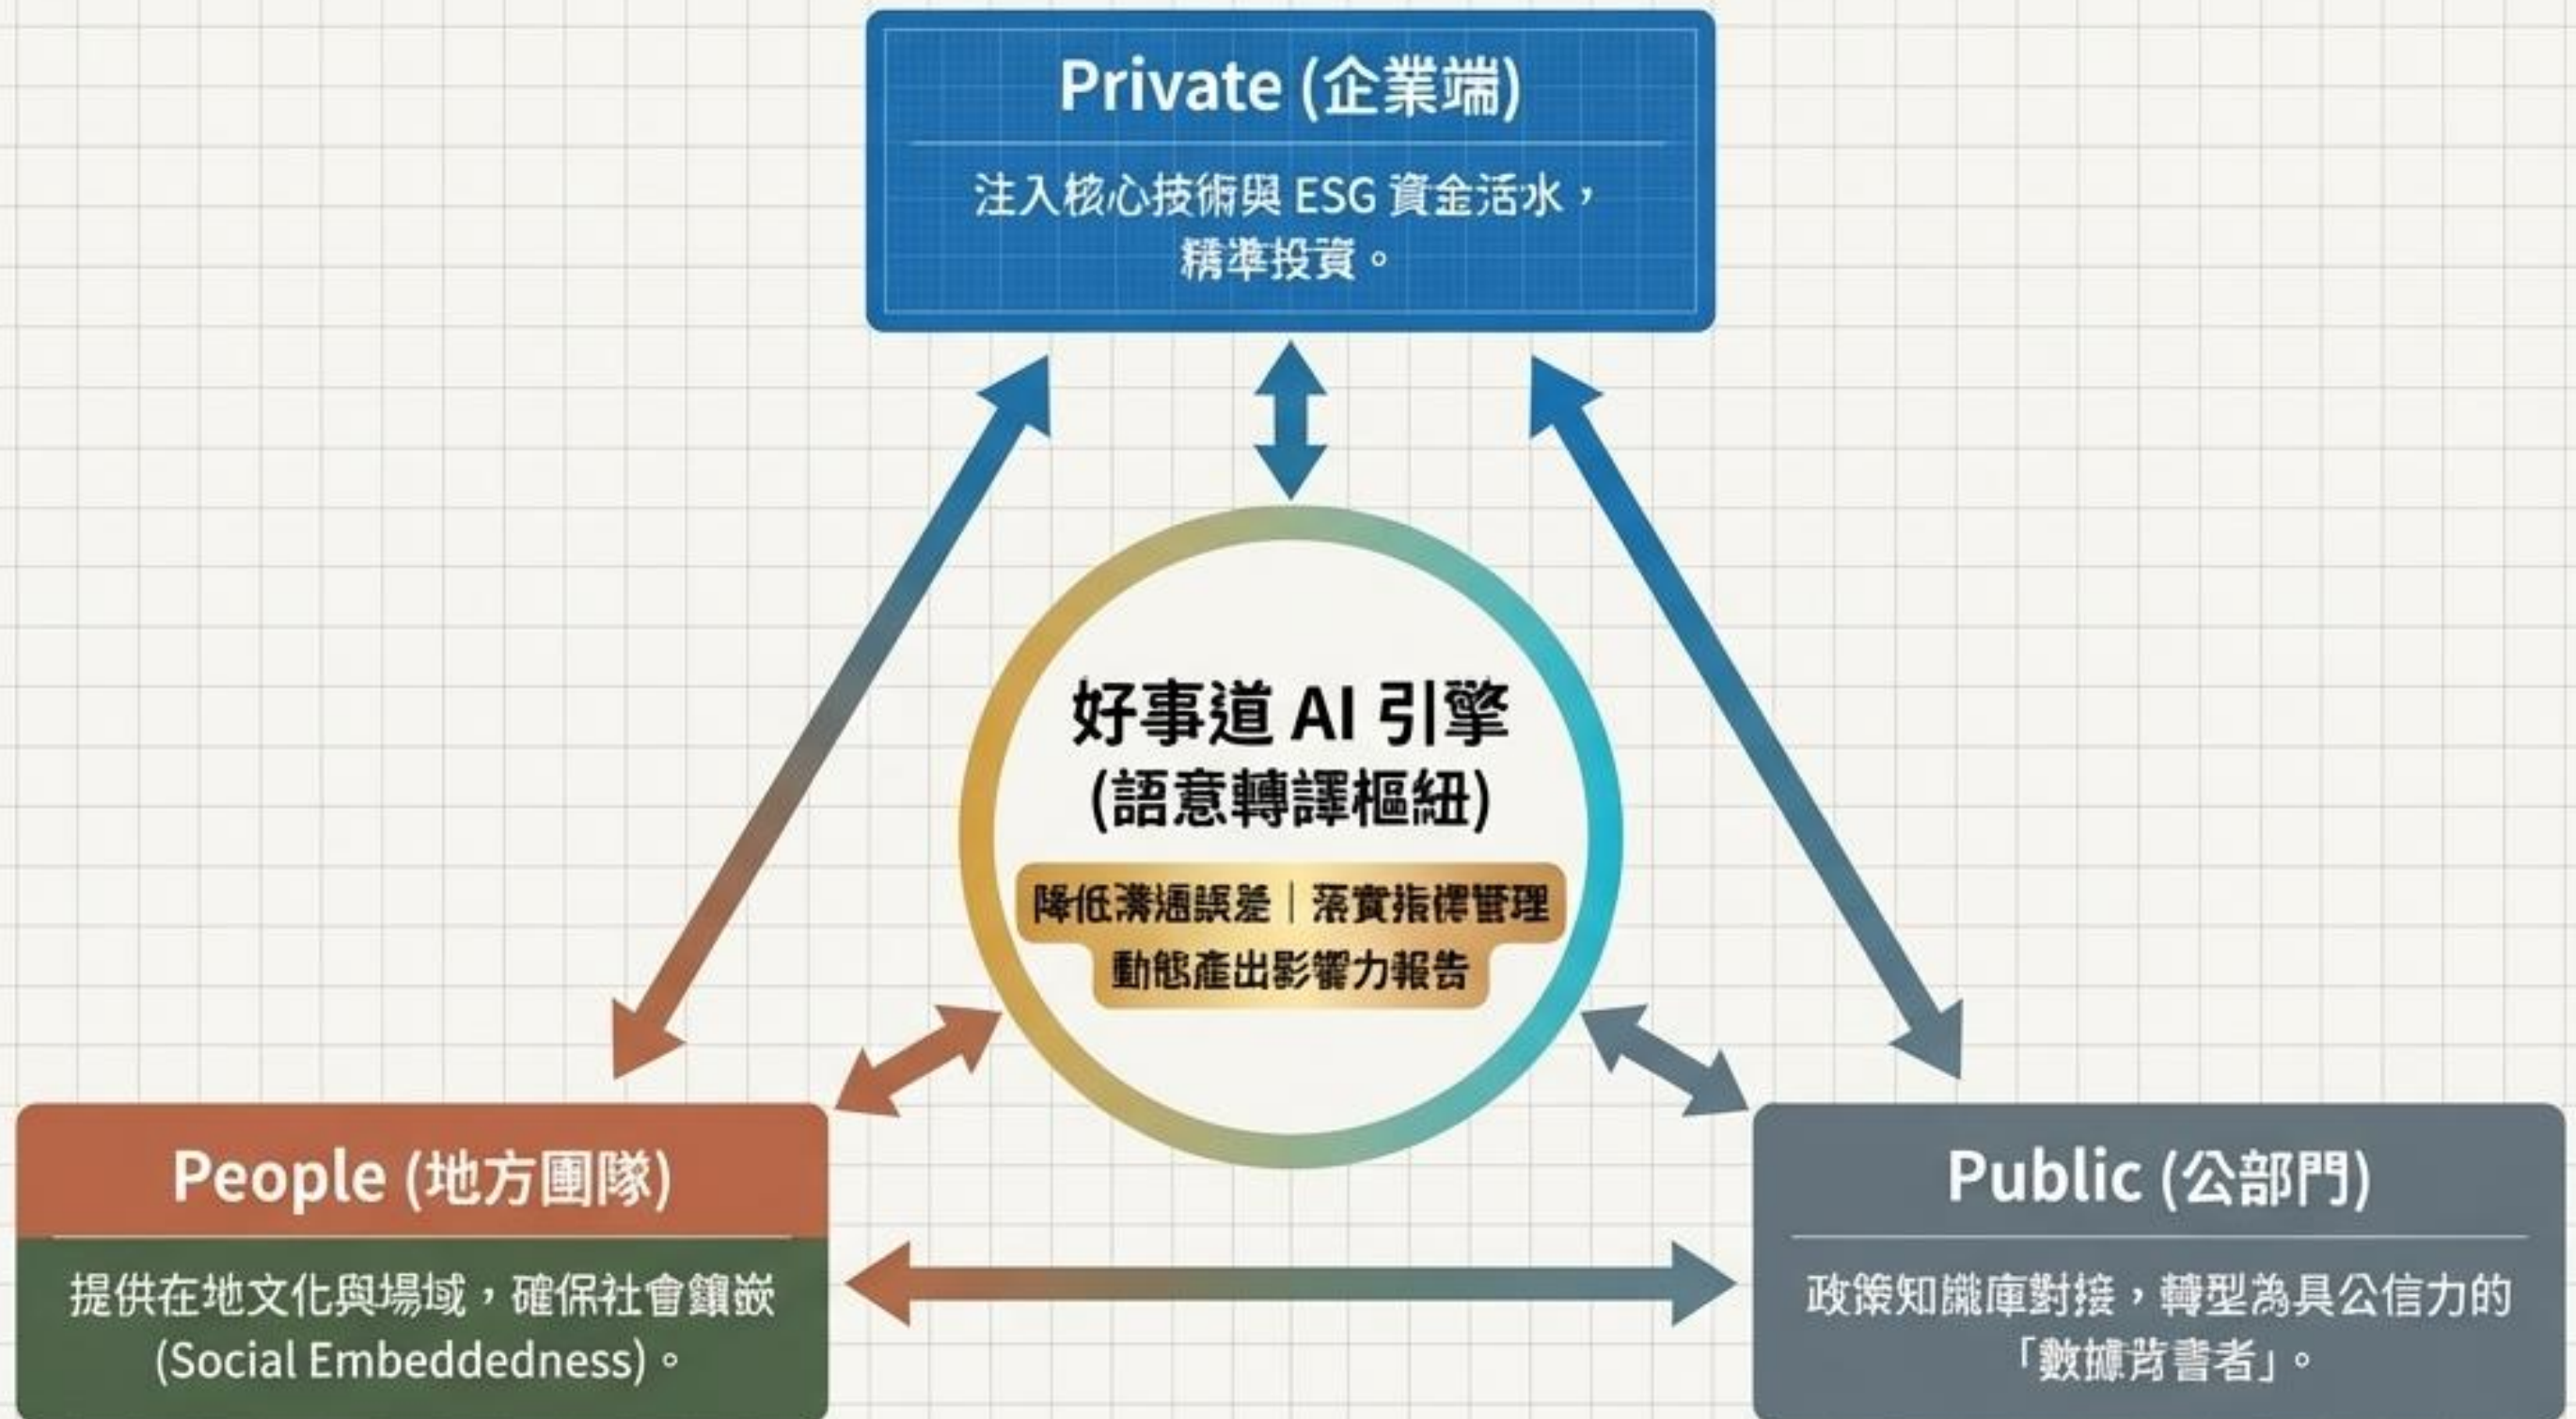 Private (企業端)
注入核心技術與 ESG 資金活水，
精準投資。
好事道 AI 引擎
(語意轉譯樞紐)
降低溝通誤差｜落實指標管理
動態產出影響力報告
People (地方團隊)
提供在地文化與場域，確保社會鑲嵌
(Social Embeddedness)。
Public (公部門)
政策知識庫對接，轉型為具公信力的
「數據背書者」。